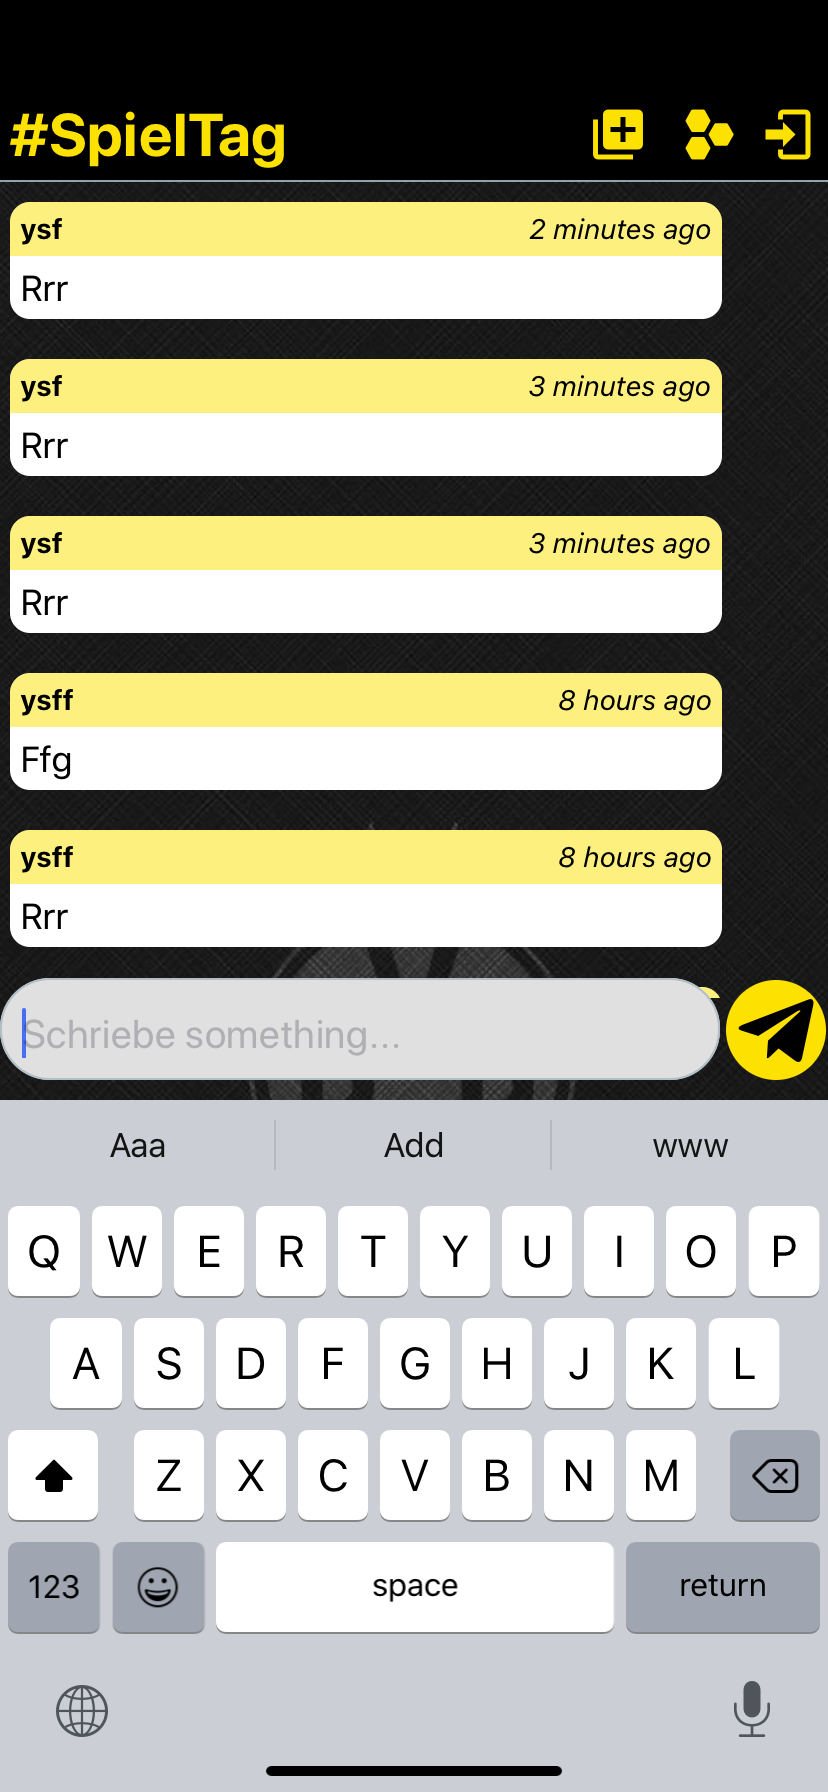 #SpielTag
ysf 2 minutes ago
Rrr
ysf 3 minutes ago
Rrr
ysf 3 minutes ago
Rrr
ysff 8 hours ago
Ffg
ysff 8 hours ago
Rrr
Schriebe something...
Aaa Add www
Q W E R T Y U I O P
A S D F G H J K L
Z X C V B N M
123 space return